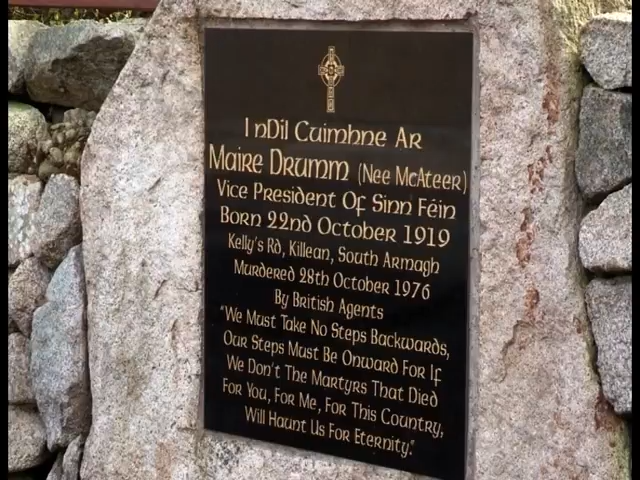 I nDil Cuimhne Ar
Maire Drumm (Nee McAteer)
Vice President Of Sinn Féin
Born 22nd October 1919
Kelly's Rd, Killean, South Armagh
Murdered 28th October 1976
By British Agents
"We Must Take No Steps Backwards,
Our Steps Must Be Onward For If
We Don't The Martyrs That Died
For You, For Me, For This Country,
Will Haunt Us For Eternity."